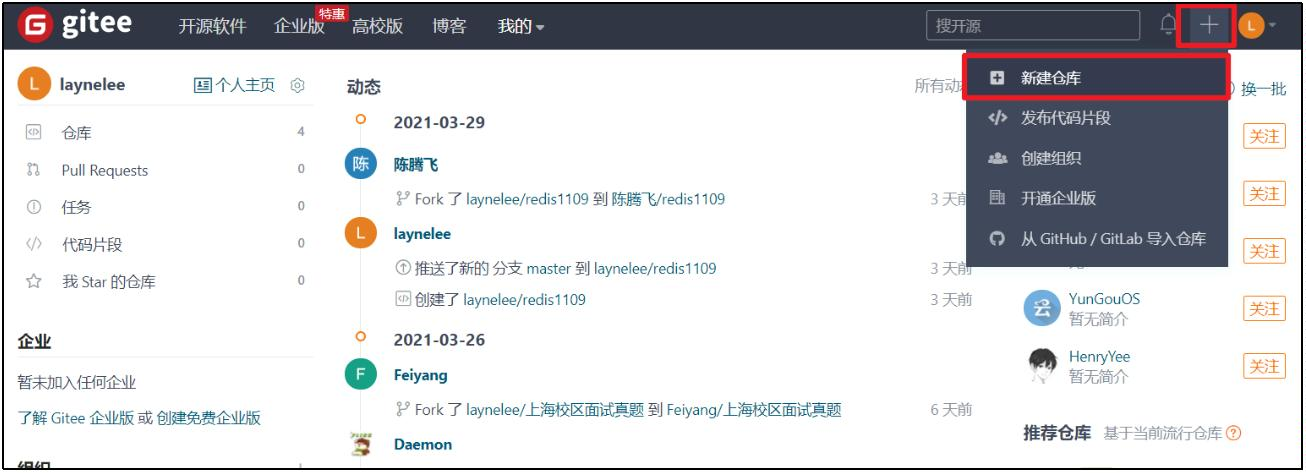 gitee 开源软件 企业版 特惠 高校版 博客 我的 搜开源 L
L laynelee 个人主页
仓库 4
Pull Requests 0
任务 0
代码片段 0
我 Star 的仓库 0
企业
暂未加入任何企业
了解 Gitee 企业版 或 创建免费企业版
动态 所有动
2021-03-29
陈 陈腾飞
Fork 了 laynelee/redis1109 到 陈腾飞/redis1109 3 天前
L laynelee
推送了新的 分支 master 到 laynelee/redis1109 3 天前
创建了 laynelee/redis1109 3 天前
2021-03-26
F Feiyang
Fork 了 laynelee/上海校区面试真题 到 Feiyang/上海校区面试真题 6 天前
Daemon
新建仓库
发布代码片段
创建组织
开通企业版
从 GitHub / GitLab 导入仓库
换一批
关注
关注
关注
云 YunGouOS 关注
暂无简介
HenryYee 关注
暂无简介
推荐仓库 基于当前流行仓库